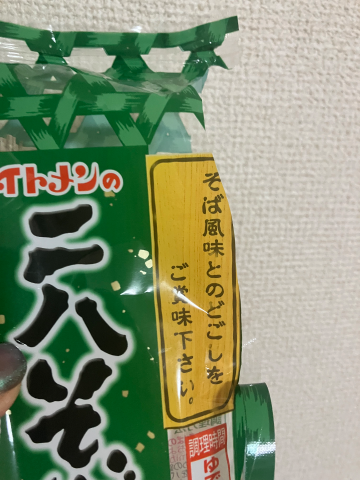 イトメンの
二八そば
そば風味とのどごしを
ご賞味下さい。
調理時間
ゆで